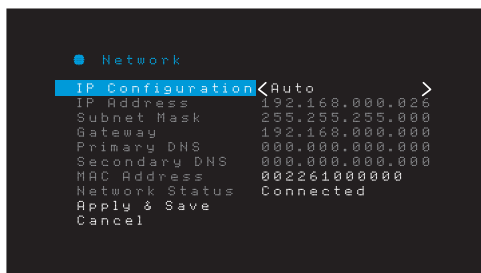 Network
IP Configuration <Auto >
IP Address 192.168.000.026
Subnet Mask 255.255.255.000
Gateway 192.168.000.000
Primary DNS 000.000.000.000
Secondary DNS 000.000.000.000
MAC Address 002261000000
Network Status Connected
Apply & Save
Cancel